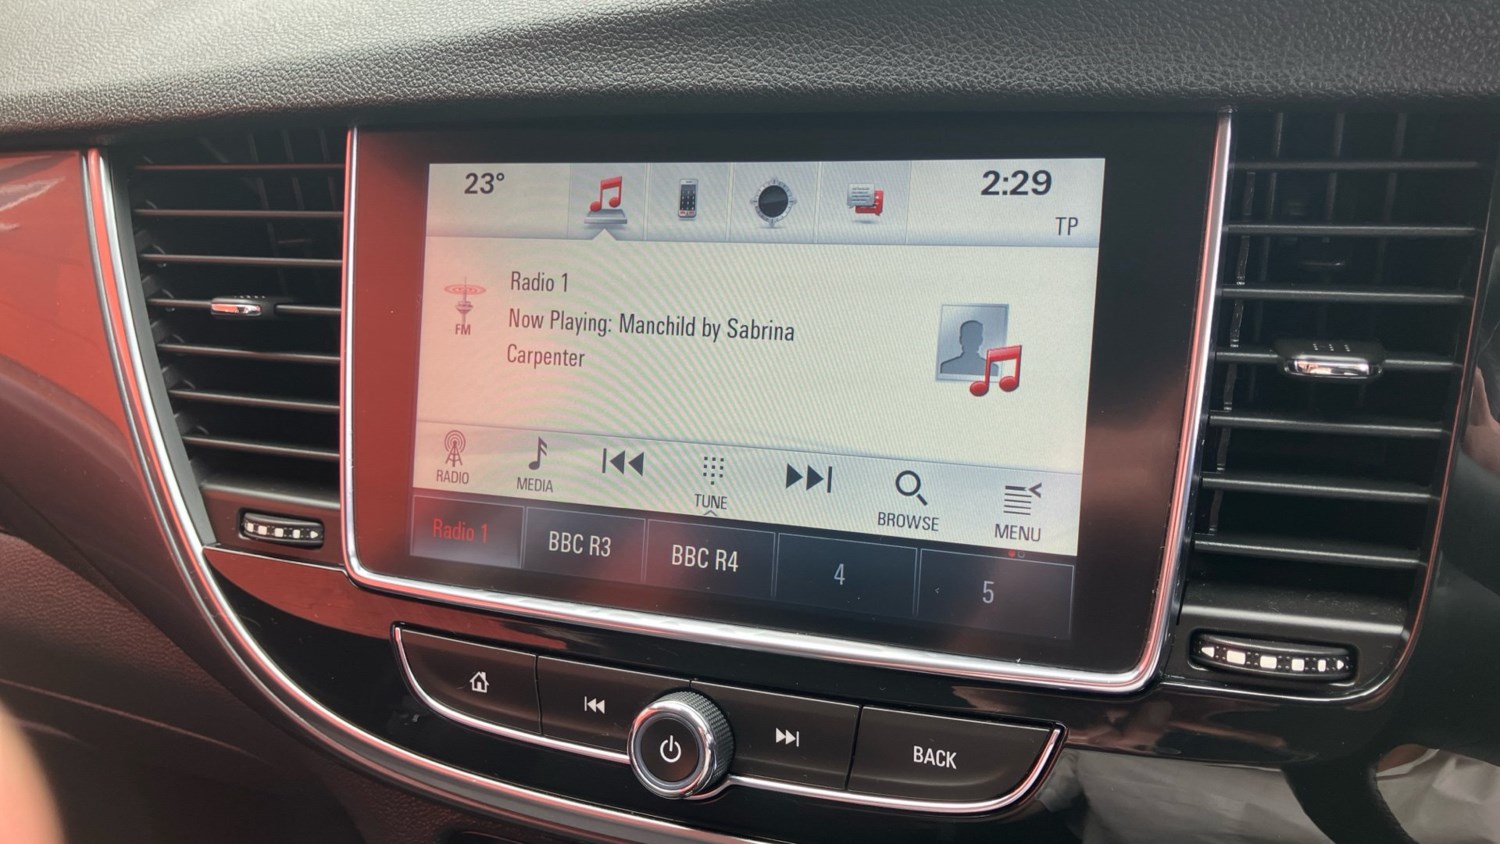 23°
2:29
TP
Radio 1
FM
Now Playing: Manchild by Sabrina
Carpenter
RADIO
MEDIA
TUNE
BROWSE
MENU
Radio 1
BBC R3
BBC R4
4
5
BACK